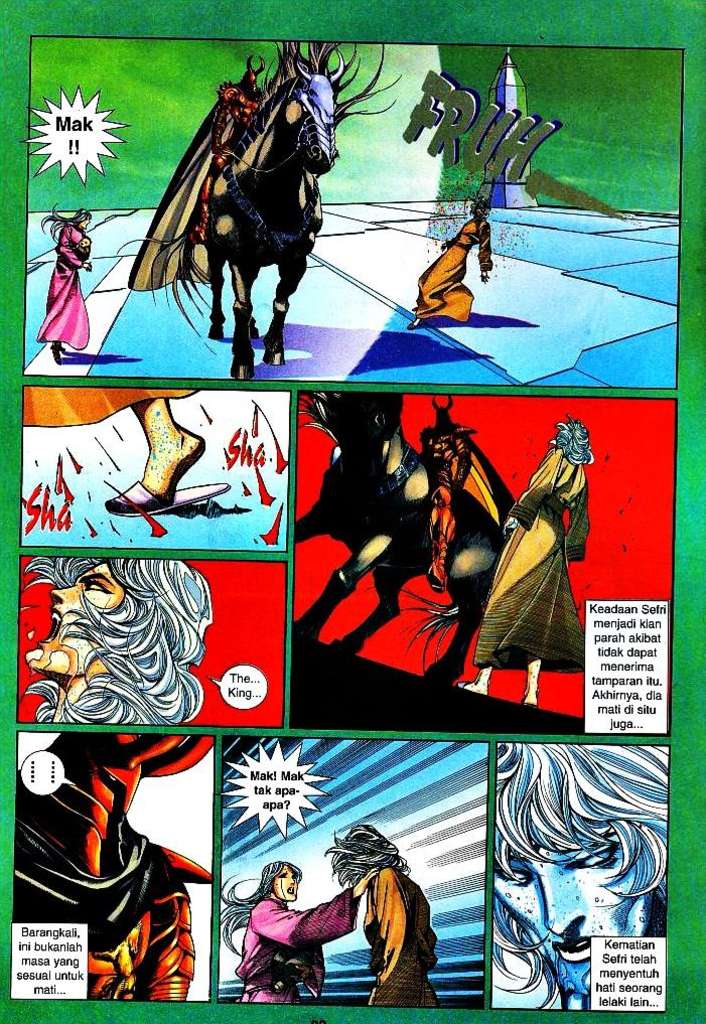 Mak
!!
FRUH
Sha
Sha
Keadaan Sefri
menjadi kian
parah akibat
tidak dapat
menerima
tamparan itu.
Akhirnya, dia
mati di situ
juga...
The...
King...
!!
Barangkali,
ini bukanlah
masa yang
sesuai untuk
mati...
Mak! Mak
tak apa-
apa?
Kematian
Sefri telah
menyentuh
hati seorang
lelaki lain...